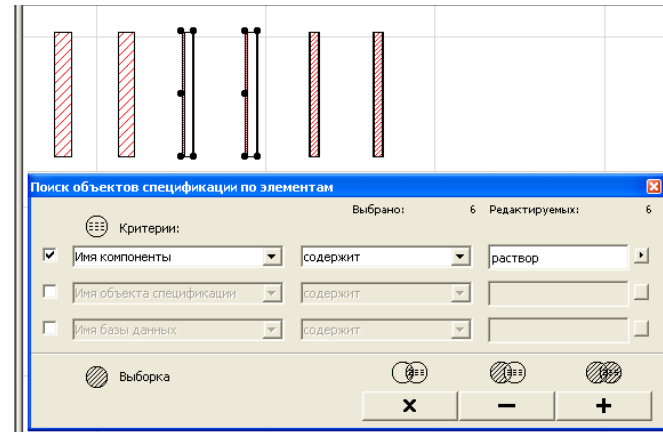 Поиск объектов спецификации по элементам
Выбрано: 6 Редактируемых: 6
Критерии:
Имя компоненты содержит раствор
Имя объекта спецификации содержит
Имя базы данных содержит
Выборка